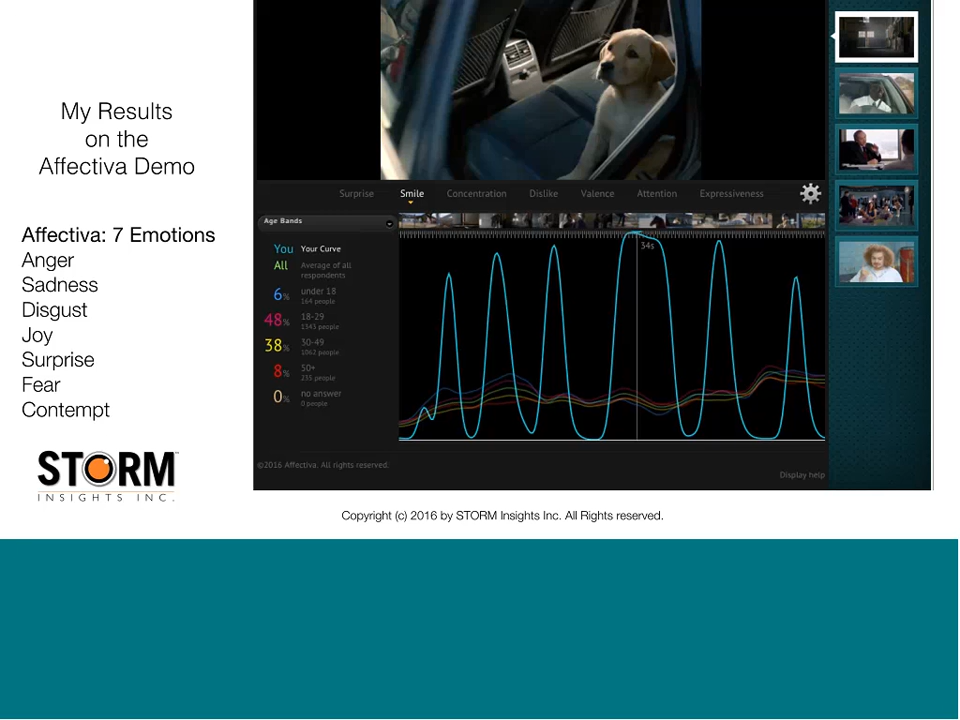 My Results
on the
Affectiva Demo
Affectiva: 7 Emotions
Anger
Sadness
Disgust
Joy
Surprise
Fear
Contempt
STORM™
INSIGHTS INC.
Surprise Smile Concentration Dislike Valence Attention Expressiveness
Age Bands
You Your Curve
All Average of all
respondents
6% under 18
164 people
48% 18-29
1343 people
38% 30-49
1062 people
8% 50+
235 people
0% no answer
0 people
34s
©2016 Affectiva. All rights reserved.
Display help
Copyright (c) 2016 by STORM Insights Inc. All Rights reserved.